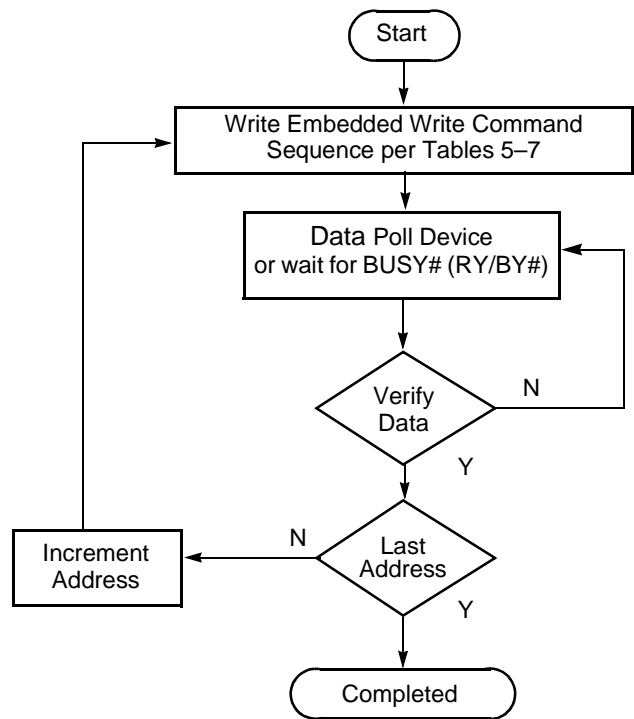 Start
Write Embedded Write Command
Sequence per Tables 5–7
Data Poll Device
or wait for BUSY# (RY/BY#)
Verify
Data
N
Y
Last
Address
N
Increment
Address
Y
Completed